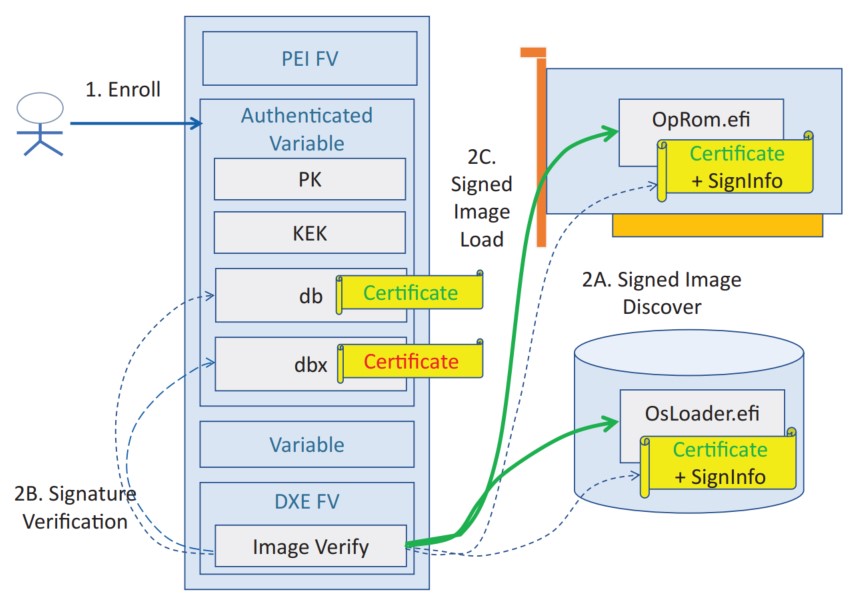 PEI FV
1. Enroll
Authenticated
Variable
PK
KEK
db
Certificate
dbx
Certificate
Variable
DXE FV
Image Verify
2B. Signature
Verification
2C.
Signed
Image
Load
OpRom.efi
Certificate
+ SignInfo
2A. Signed Image
Discover
OsLoader.efi
Certificate
+ SignInfo